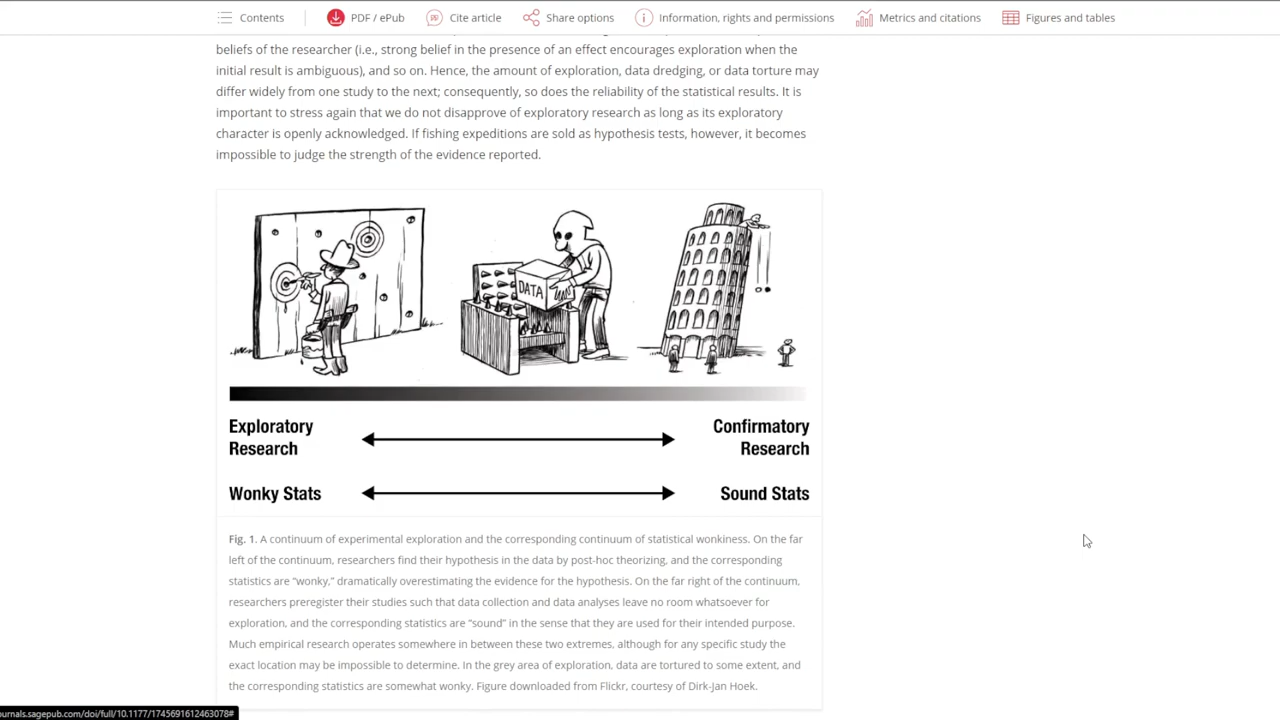 Contents
PDF / ePub
Cite article
Share options
Information, rights and permissions
Metrics and citations
Figures and tables
beliefs of the researcher (i.e., strong belief in the presence of an effect encourages exploration when the
initial result is ambiguous), and so on. Hence, the amount of exploration, data dredging, or data torture may
differ widely from one study to the next; consequently, so does the reliability of the statistical results. It is
important to stress again that we do not disapprove of exploratory research as long as its exploratory
character is openly acknowledged. If fishing expeditions are sold as hypothesis tests, however, it becomes
impossible to judge the strength of the evidence reported.
DATA
Exploratory
Research
Confirmatory
Research
Wonky Stats
Sound Stats
Fig. 1. A continuum of experimental exploration and the corresponding continuum of statistical wonkiness. On the far
left of the continuum, researchers find their hypothesis in the data by post-hoc theorizing, and the corresponding
statistics are “wonky,” dramatically overestimating the evidence for the hypothesis. On the far right of the continuum,
researchers preregister their studies such that data collection and data analyses leave no room whatsoever for
exploration, and the corresponding statistics are “sound” in the sense that they are used for their intended purpose.
Much empirical research operates somewhere in between these two extremes, although for any specific study the
exact location may be impossible to determine. In the grey area of exploration, data are tortured to some extent, and
the corresponding statistics are somewhat wonky. Figure downloaded from Flickr, courtesy of Dirk-Jan Hoek.
ournals.sagepub.com/doi/full/10.1177/1745691612463078#